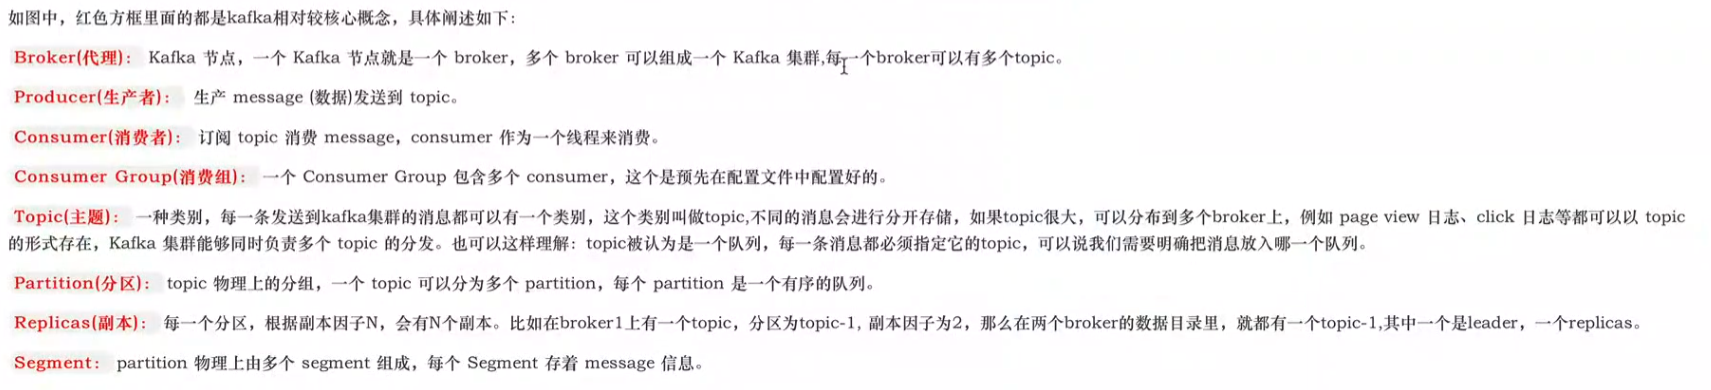 如图中，红色方框里面的都是kafka相对较核心概念，具体阐述如下：
Broker(代理)： Kafka 节点，一个 Kafka 节点就是一个 broker，多个 broker 可以组成一个 Kafka 集群,每一个broker可以有多个topic。
Producer(生产者)： 生产 message (数据)发送到 topic。
Consumer(消费者)： 订阅 topic 消费 message，consumer 作为一个线程来消费。
Consumer Group(消费组)： 一个 Consumer Group 包含多个 consumer，这个是预先在配置文件中配置好的。
Topic(主题)： 一种类别，每一条发送到kafka集群的消息都可以有一个类别，这个类别叫做topic,不同的消息会进行分开存储，如果topic很大，可以分布到多个broker上，例如 page view 日志、click 日志等都可以以 topic
的形式存在，Kafka 集群能够同时负责多个 topic 的分发。也可以这样理解：topic被认为是一个队列，每一条消息都必须指定它的topic，可以说我们需要明确把消息放入哪一个队列。
Partition(分区)： topic 物理上的分组，一个 topic 可以分为多个 partition，每个 partition 是一个有序的队列。
Replicas(副本)： 每一个分区，根据副本因子N，会有N个副本。比如在broker1上有一个topic，分区为topic-1, 副本因子为2，那么在两个broker的数据目录里，就都有一个topic-1,其中一个是leader，一个replicas。
Segment： partition 物理上由多个 segment 组成，每个 Segment 存着 message 信息。